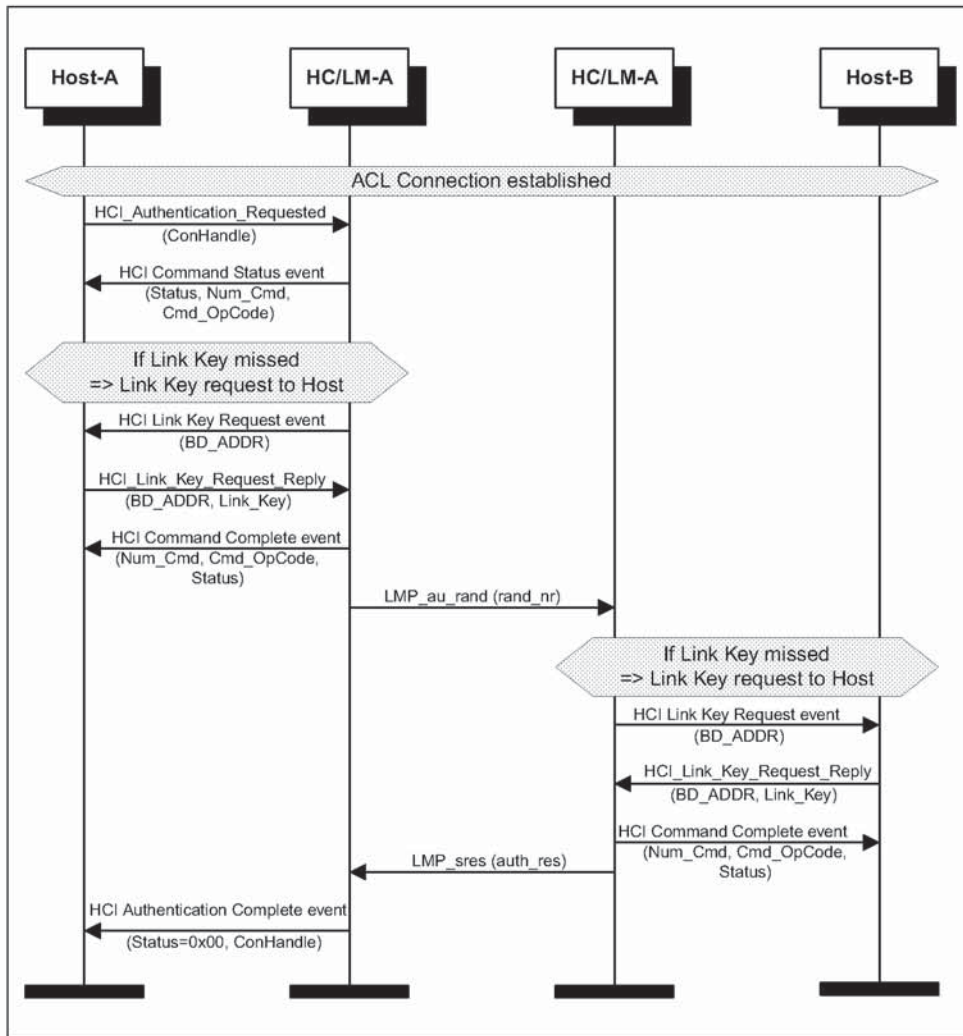 Host-A
HC/LM-A
HC/LM-A
Host-B
ACL Connection established
HCI_Authentication_Requested
(ConHandle)
HCI Command Status event
(Status, Num_Cmd,
Cmd_OpCode)
If Link Key missed
=> Link Key request to Host
HCI Link Key Request event
(BD_ADDR)
HCI_Link_Key_Request_Reply
(BD_ADDR, Link_Key)
HCI Command Complete event
(Num_Cmd, Cmd_OpCode,
Status)
LMP_au_rand (rand_nr)
If Link Key missed
=> Link Key request to Host
HCI Link Key Request event
(BD_ADDR)
HCI_Link_Key_Request_Reply
(BD_ADDR, Link_Key)
HCI Command Complete event
(Num_Cmd, Cmd_OpCode,
Status)
LMP_sres (auth_res)
HCI Authentication Complete event
(Status=0x00, ConHandle)